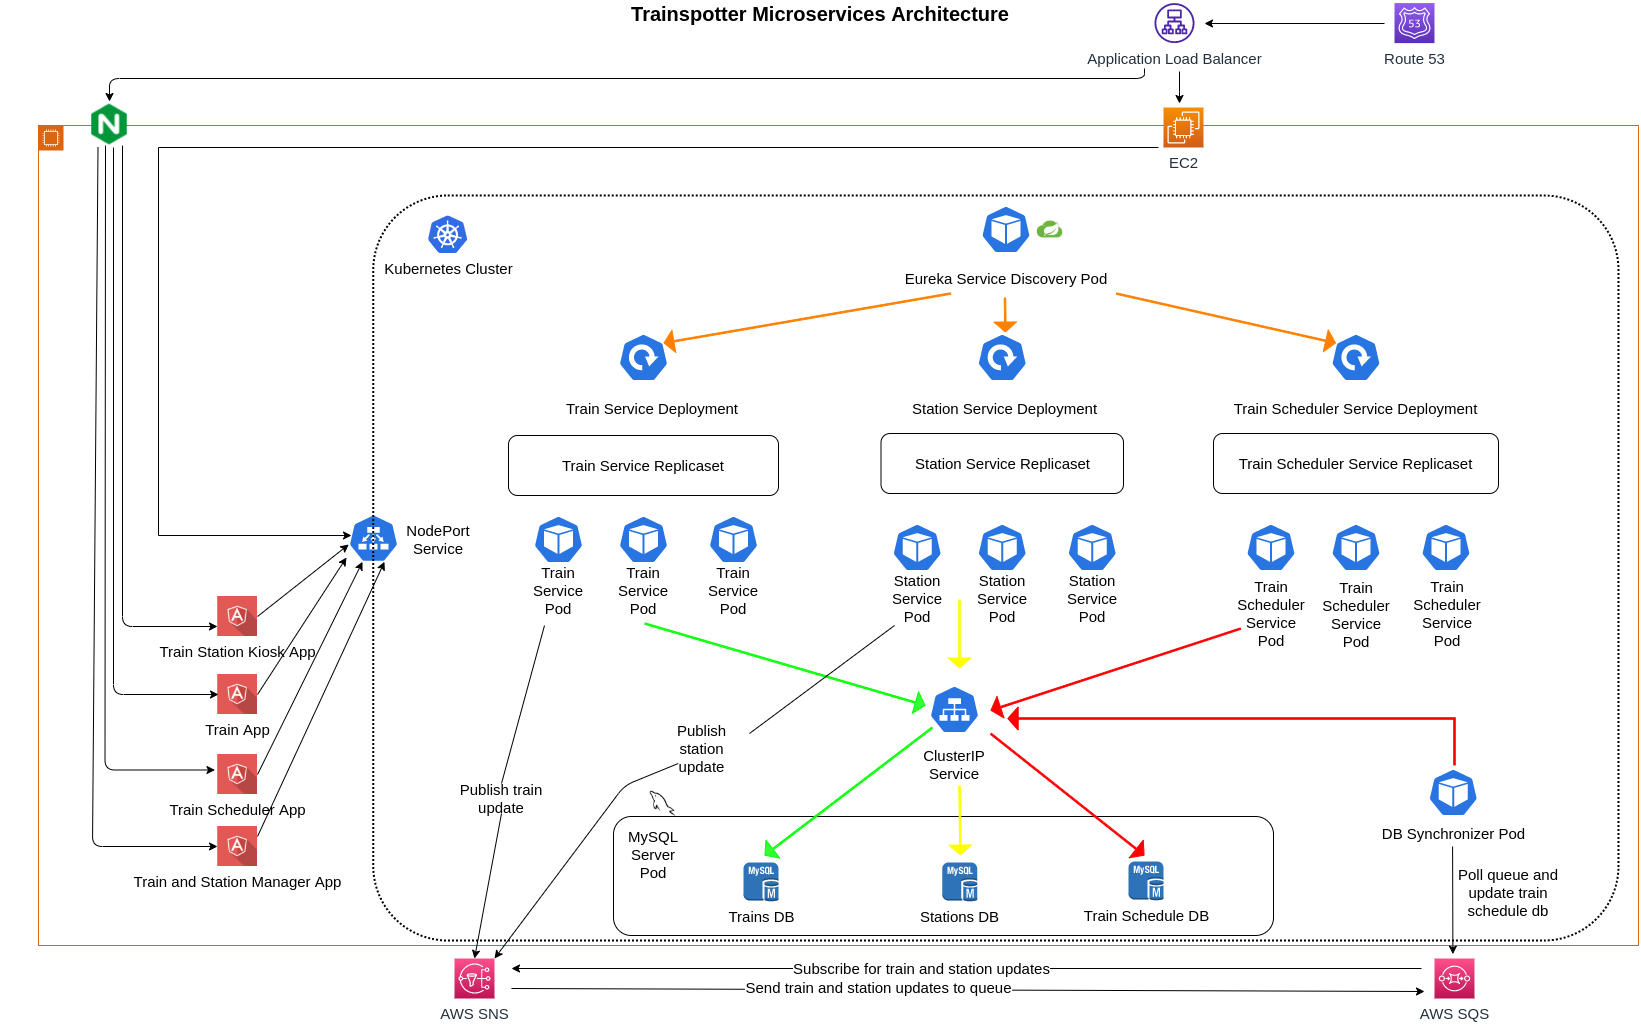 Trainspotter Microservices Architecture
53
Application Load Balancer
Route 53
N
EC2
Kubernetes Cluster
Eureka Service Discovery Pod
Train Service Deployment
Station Service Deployment
Train Scheduler Service Deployment
Train Service Replicaset
Station Service Replicaset
Train Scheduler Service Replicaset
NodePort
Service
Train
Service
Pod
Train
Service
Pod
Train
Service
Pod
Station
Service
Pod
Station
Service
Pod
Station
Service
Pod
Train
Scheduler
Service
Pod
Train
Scheduler
Service
Pod
Train
Scheduler
Service
Pod
A
Train Station Kiosk App
A
Train App
A
Train Scheduler App
A
Train and Station Manager App
Publish
station
update
Publish train
update
ClusterIP
Service
DB Synchronizer Pod
MySQL
Server
Pod
MySQL
M
Trains DB
MySQL
M
Stations DB
MySQL
M
Train Schedule DB
Poll queue and
update train
schedule db
Subscribe for train and station updates
Send train and station updates to queue
AWS SNS
AWS SQS